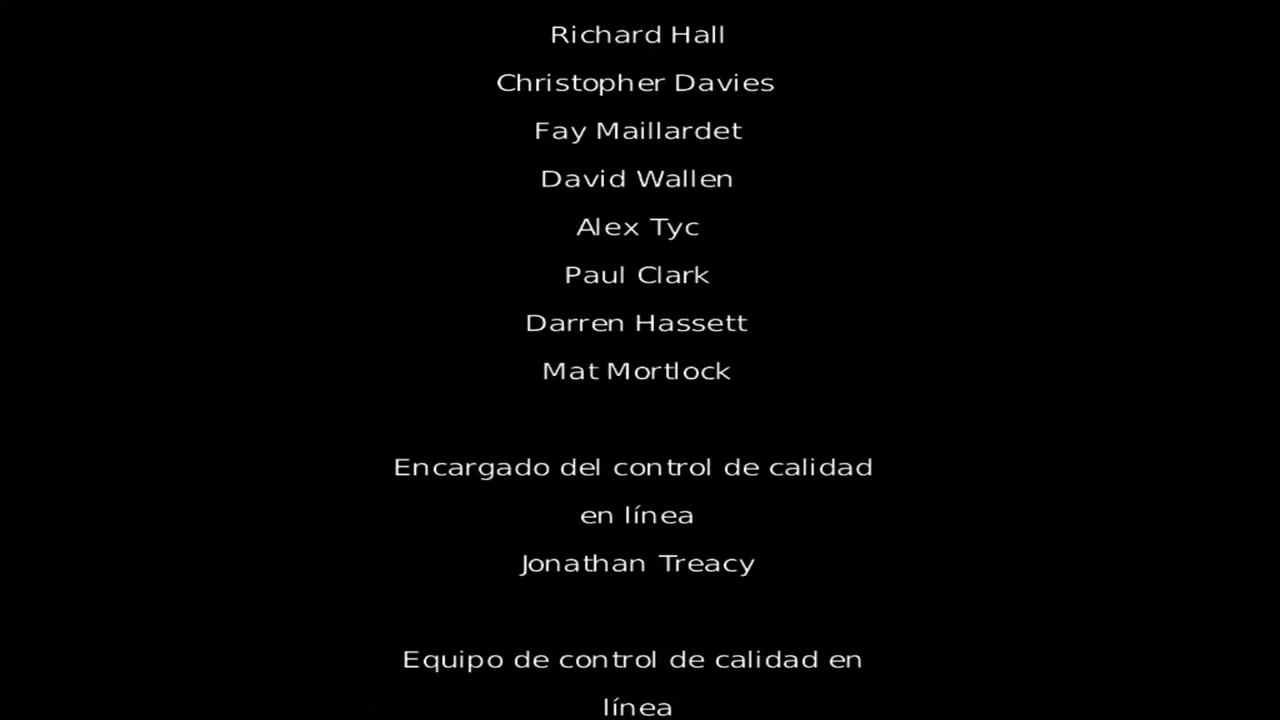 Richard Hall
Christopher Davies
Fay Maillardet
David Wallen
Alex Tyc
Paul Clark
Darren Hassett
Mat Mortlock
Encargado del control de calidad
en línea
Jonathan Treacy
Equipo de control de calidad en
línea